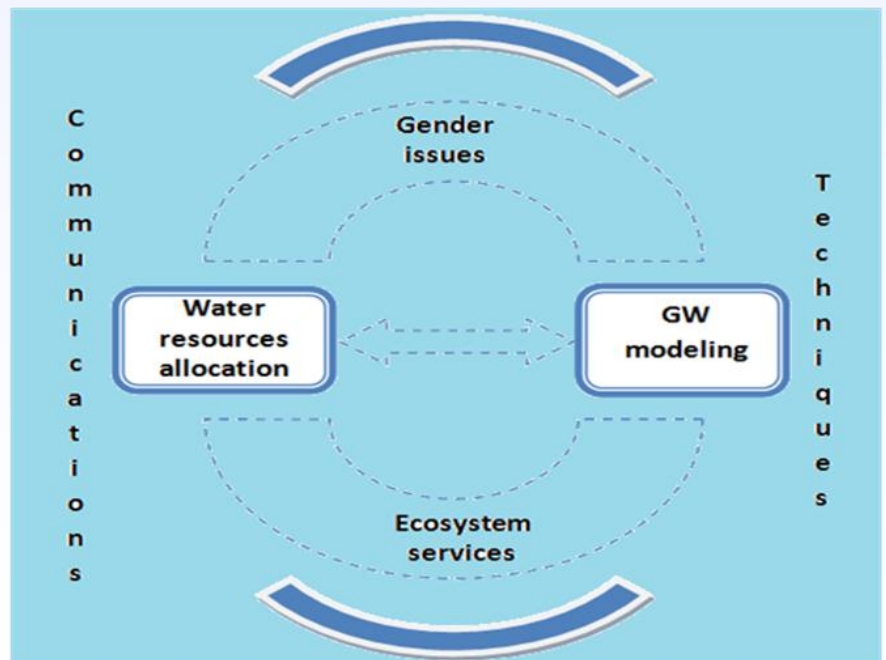 Communications
Gender
issues
Techniques
Water
resources
allocation
GW
modeling
Ecosystem
services